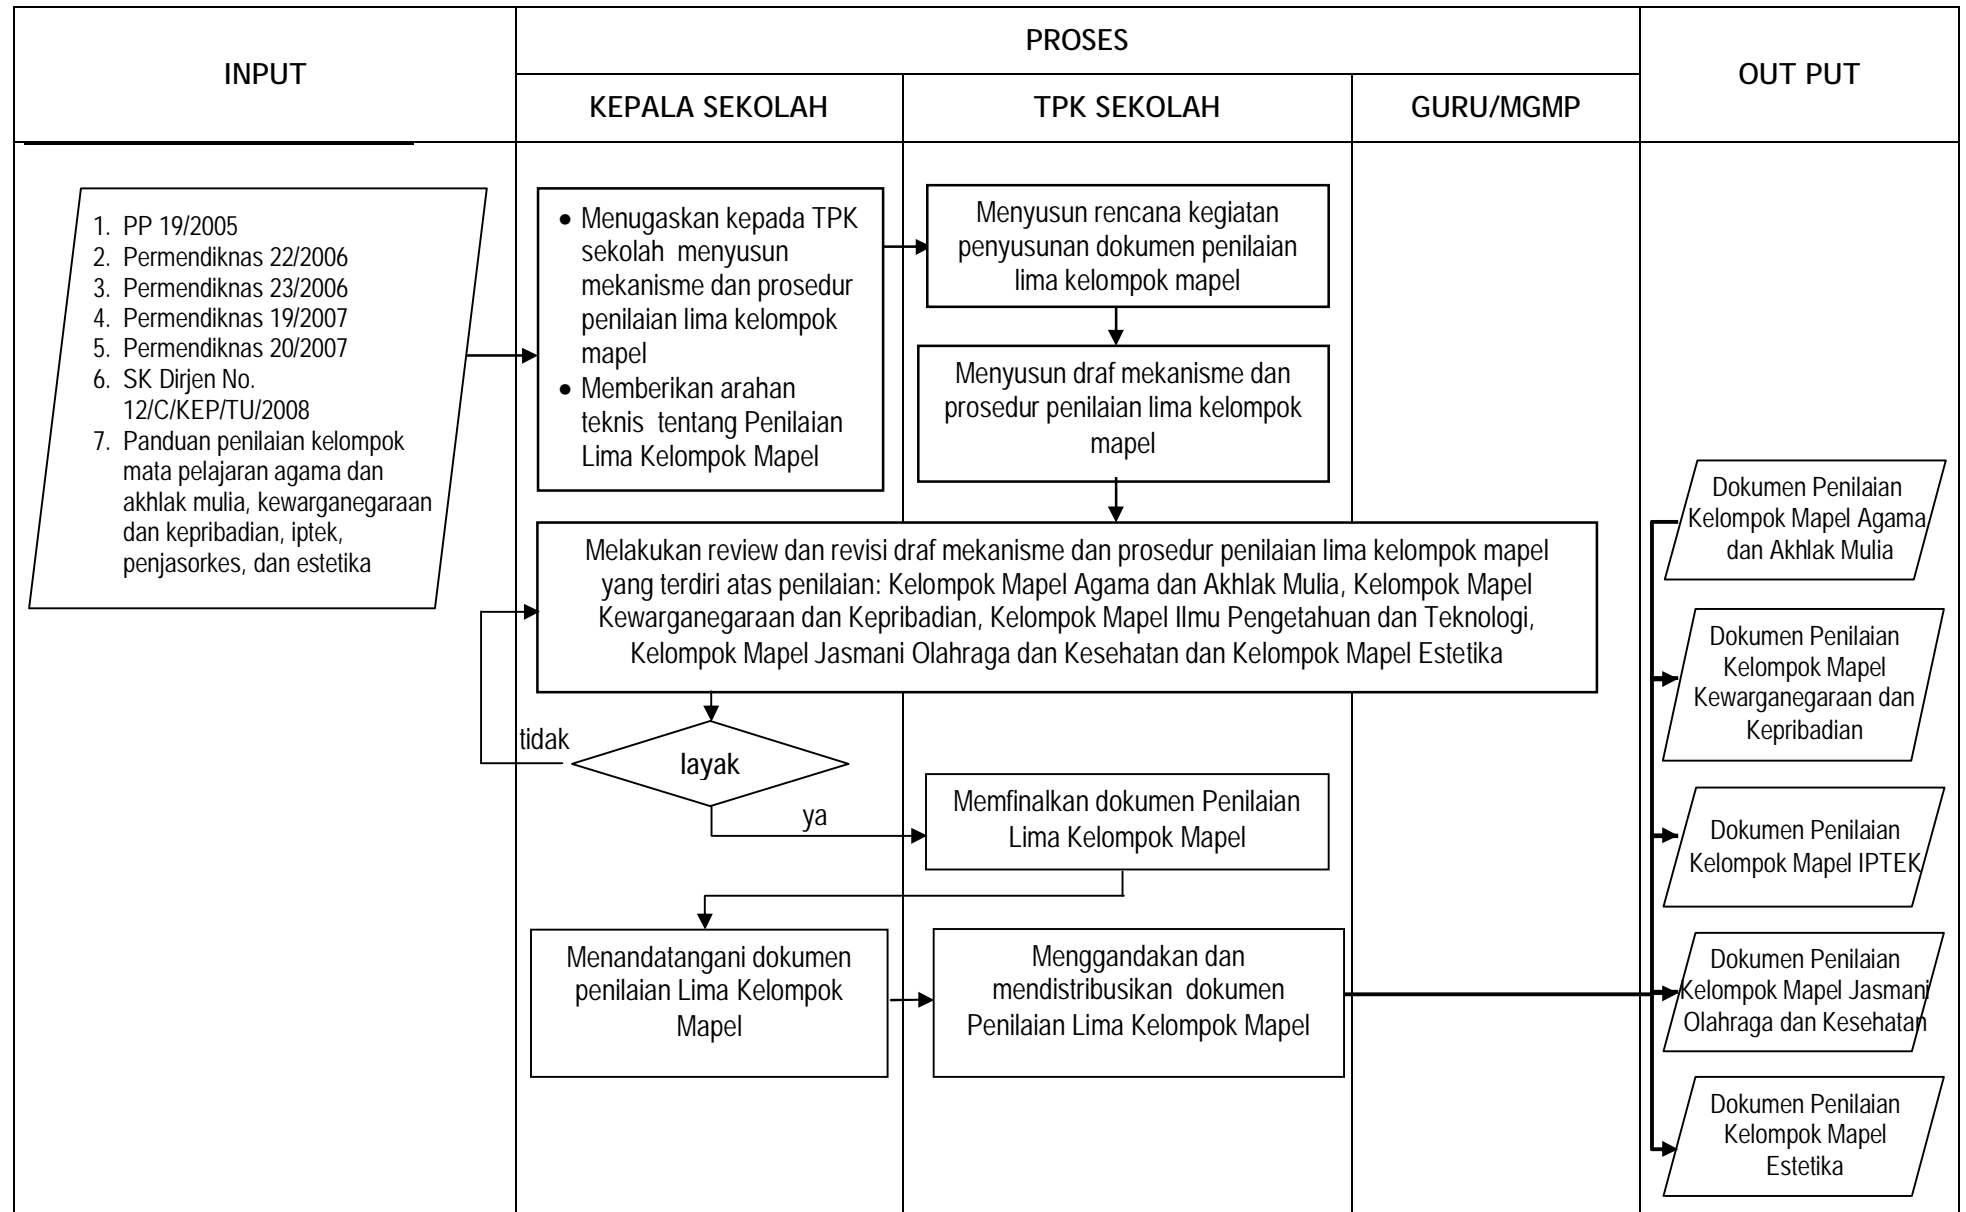 INPUT
PROSES
OUT PUT
KEPALA SEKOLAH
TPK SEKOLAH
GURU/MGMP
1. PP 19/2005
2. Permendiknas 22/2006
3. Permendiknas 23/2006
4. Permendiknas 19/2007
5. Permendiknas 20/2007
6. SK Dirjen No.
12/C/KEP/TU/2008
7. Panduan penilaian kelompok
mata pelajaran agama dan
akhlak mulia, kewarganegaraan
dan kepribadian, iptek,
penjasorkes, dan estetika
• Menugaskan kepada TPK
sekolah menyusun
mekanisme dan prosedur
penilaian lima kelompok
mapel
• Memberikan arahan
teknis tentang Penilaian
Lima Kelompok Mapel
Menyusun rencana kegiatan
penyusunan dokumen penilaian
lima kelompok mapel
Menyusun draf mekanisme dan
prosedur penilaian lima kelompok
mapel
Melakukan review dan revisi draf mekanisme dan prosedur penilaian lima kelompok mapel
yang terdiri atas penilaian: Kelompok Mapel Agama dan Akhlak Mulia, Kelompok Mapel
Kewarganegaraan dan Kepribadian, Kelompok Mapel Ilmu Pengetahuan dan Teknologi,
Kelompok Mapel Jasmani Olahraga dan Kesehatan dan Kelompok Mapel Estetika
tidak
layak
ya
Memfinalkan dokumen Penilaian
Lima Kelompok Mapel
Menandatangani dokumen
penilaian Lima Kelompok
Mapel
Menggandakan dan
mendistribusikan dokumen
Penilaian Lima Kelompok Mapel
Dokumen Penilaian
Kelompok Mapel Agama
dan Akhlak Mulia
Dokumen Penilaian
Kelompok Mapel
Kewarganegaraan dan
Kepribadian
Dokumen Penilaian
Kelompok Mapel IPTEK
Dokumen Penilaian
Kelompok Mapel Jasmani
Olahraga dan Kesehatan
Dokumen Penilaian
Kelompok Mapel
Estetika